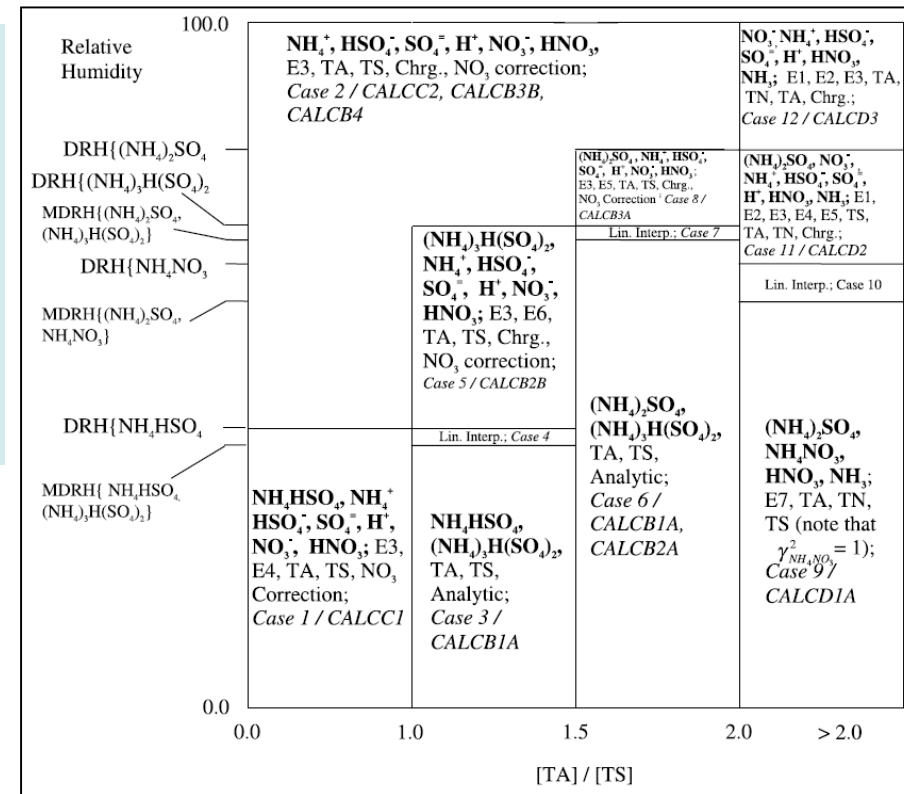 100.0
Relative
Humidity
NH₄⁺, HSO₄⁻, SO₄⁼, H⁺, NO₃⁻, HNO₃,
E3, TA, TS, Chrg., NO₃ correction;
Case 2 / CALCC2, CALCB3B,
CALCB4
NO₃⁻ NH₄⁺, HSO₄⁻,
SO₄⁼, H⁺, HNO₃,
NH₃; E1, E2, E3, TA,
TN, TA, Chrg.;
Case 12 / CALCD3
DRH{(NH₄)₂SO₄
DRH{(NH₄)₃H(SO₄)₂
MDRH{(NH₄)₂SO₄,
(NH₄)₃H(SO₄)₂}
DRH{NH₄NO₃
MDRH{(NH₄)₂SO₄,
NH₄NO₃}
DRH{NH₄HSO₄
MDRH{ NH₄HSO₄,
(NH₄)₃H(SO₄)₂}
(NH₄)₂SO₄, NH₄⁺, HSO₄⁻,
SO₄⁼, H⁺, NO₃⁻, HNO₃;
E3, E5, TA, TS, Chrg.,
NO₃ Correction ; Case 8 /
CALCB3A
Lin. Interp.; Case 7
(NH₄)₂SO₄, NO₃⁻,
NH₄⁺, HSO₄⁻, SO₄⁼,
H⁺, HNO₃, NH₃; E1,
E2, E3, E4, E5, TS,
TA, TN, Chrg.;
Case 11 / CALCD2
Lin. Interp.; Case 10
(NH₄)₃H(SO₄)₂,
NH₄⁺, HSO₄⁻,
SO₄⁼, H⁺, NO₃⁻,
HNO₃; E3, E6,
TA, TS, Chrg.,
NO₃ correction;
Case 5 / CALCB2B
Lin. Interp.; Case 4
NH₄HSO₄, NH₄⁺
HSO₄⁻, SO₄⁼, H⁺,
NO₃⁻, HNO₃; E3,
E4, TA, TS, NO₃
Correction;
Case 1 / CALCC1
NH₄HSO₄,
(NH₄)₃H(SO₄)₂,
TA, TS,
Analytic;
Case 3 /
CALCB1A
(NH₄)₂SO₄,
(NH₄)₃H(SO₄)₂,
TA, TS,
Analytic;
Case 6 /
CALCB1A,
CALCB2A
(NH₄)₂SO₄,
NH₄NO₃,
HNO₃, NH₃;
E7, TA, TN,
TS (note that
γ²NH₄NO₃ = 1);
Case 9 /
CALCD1A
0.0
0.0 1.0 1.5 2.0 > 2.0
[TA] / [TS]